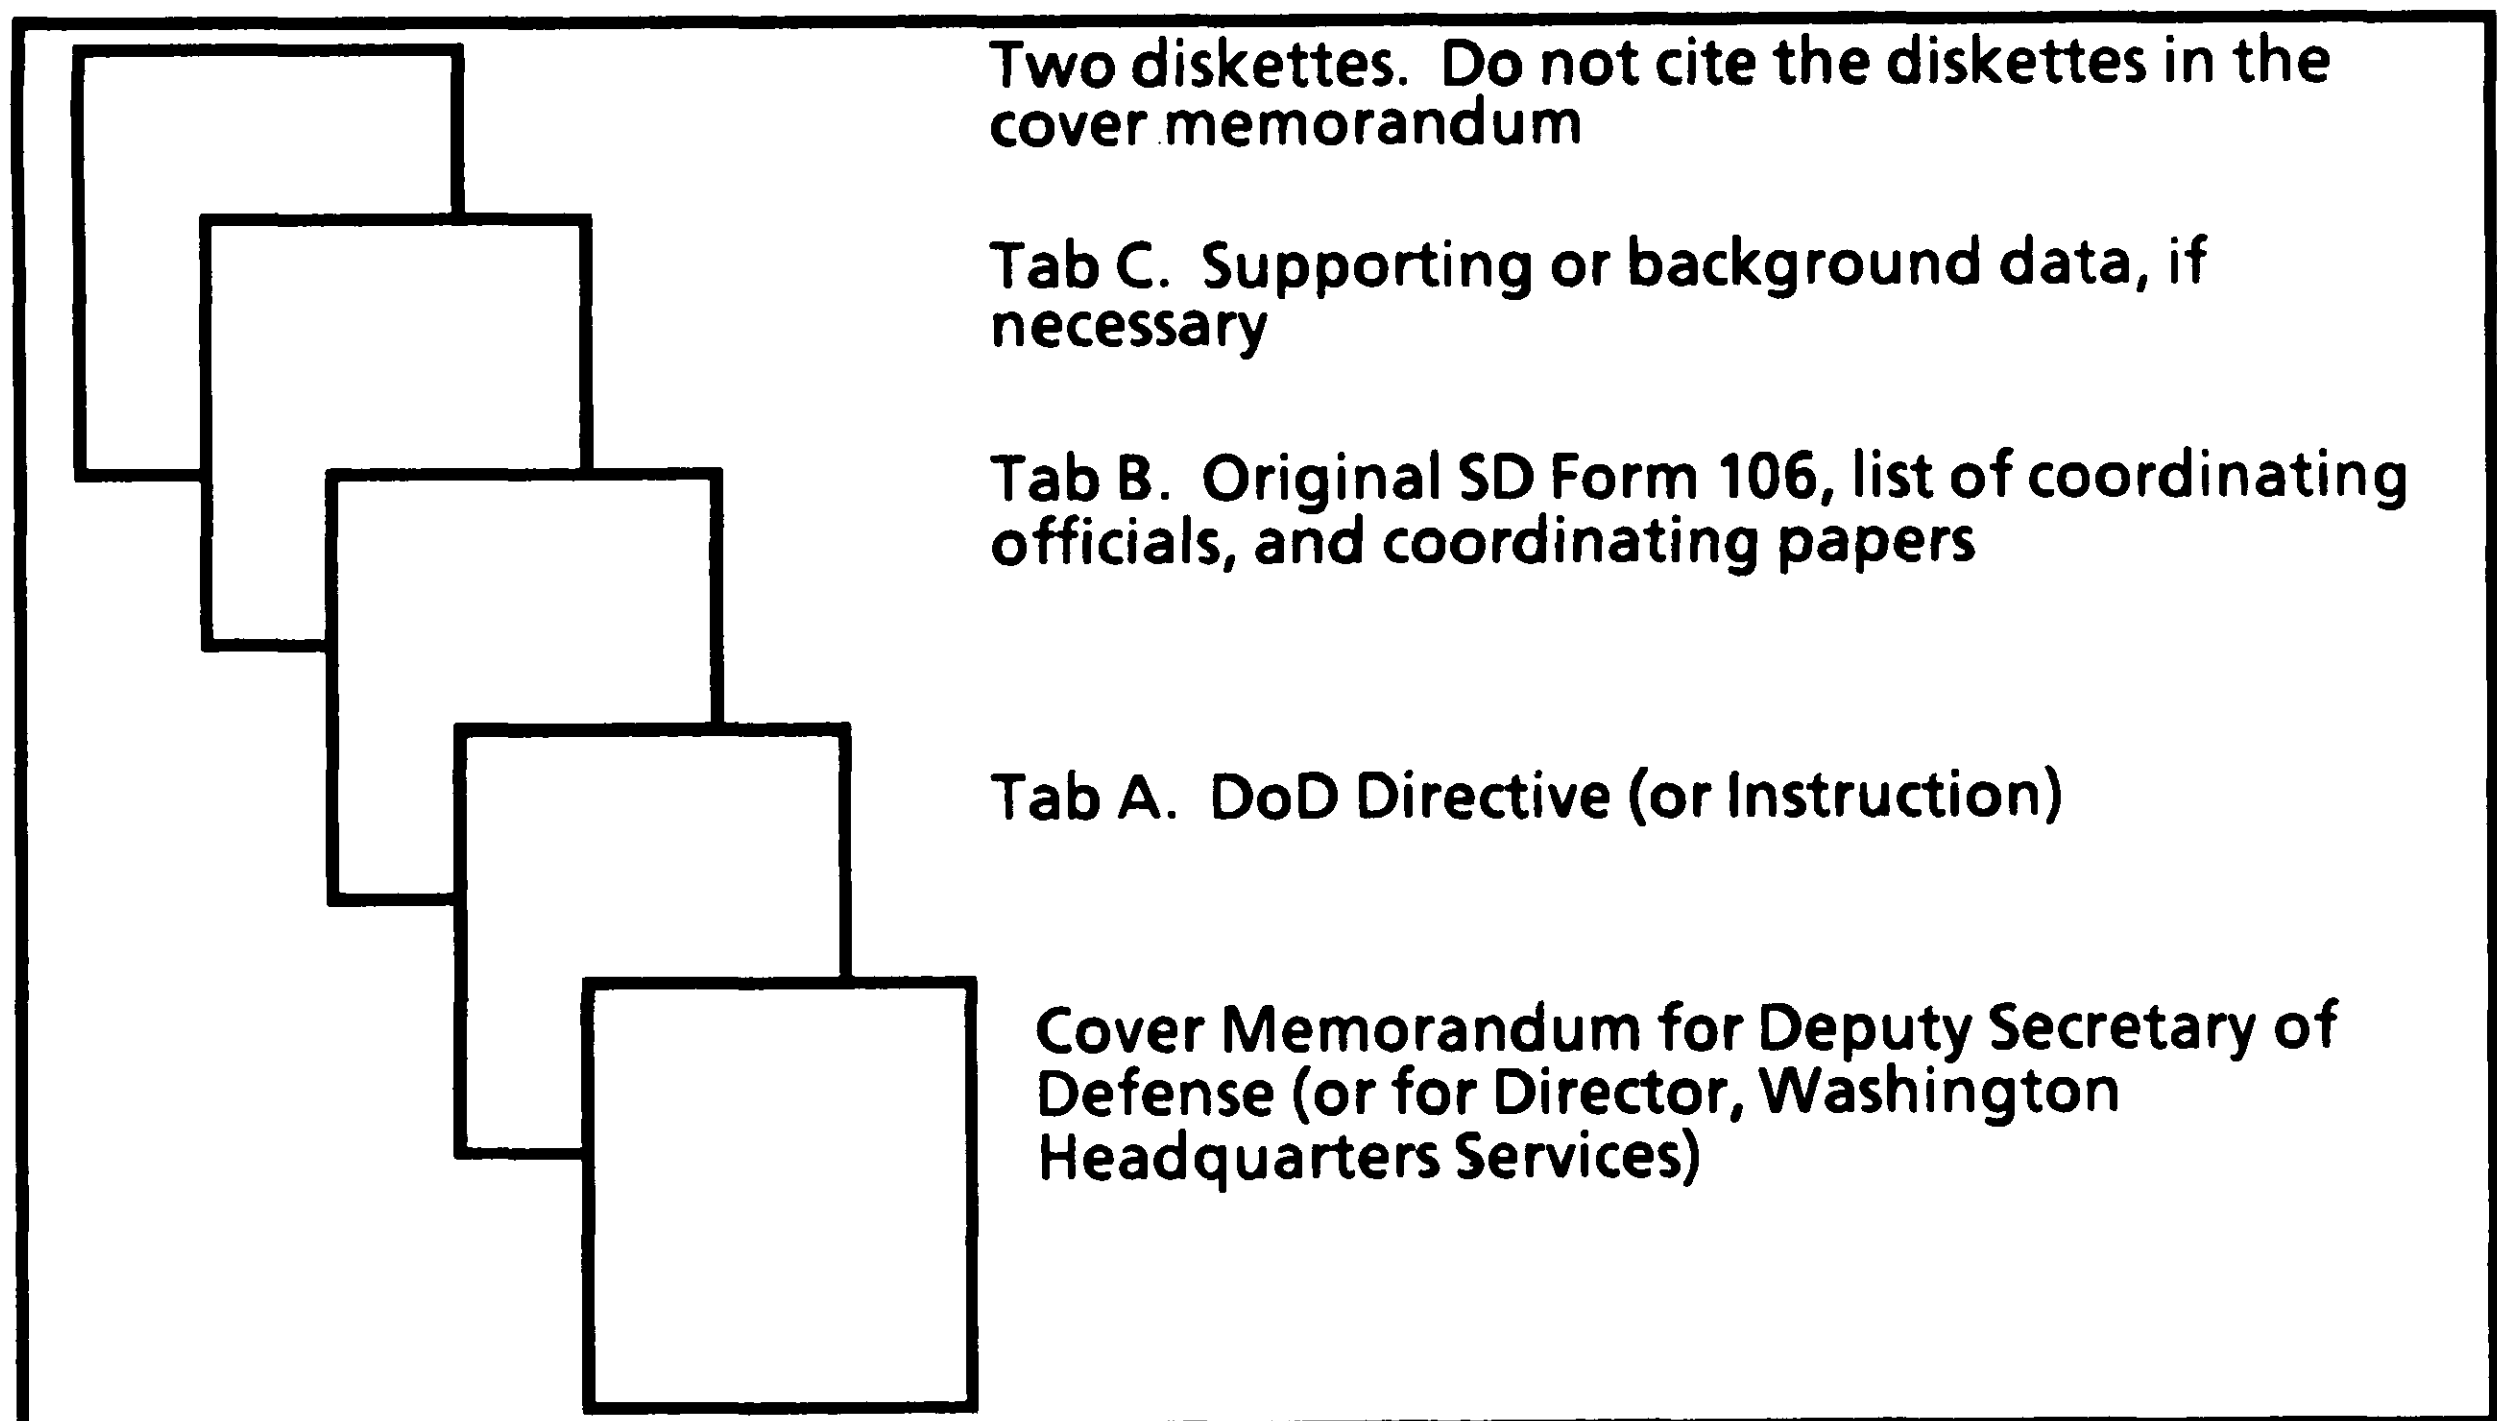 Two diskettes. Do not cite the diskettes in the
cover memorandum
Tab C. Supporting or background data, if
necessary
Tab B. Original SD Form 106, list of coordinating
officials, and coordinating papers
Tab A. DoD Directive (or Instruction)
Cover Memorandum for Deputy Secretary of
Defense (or for Director, Washington
Headquarters Services)